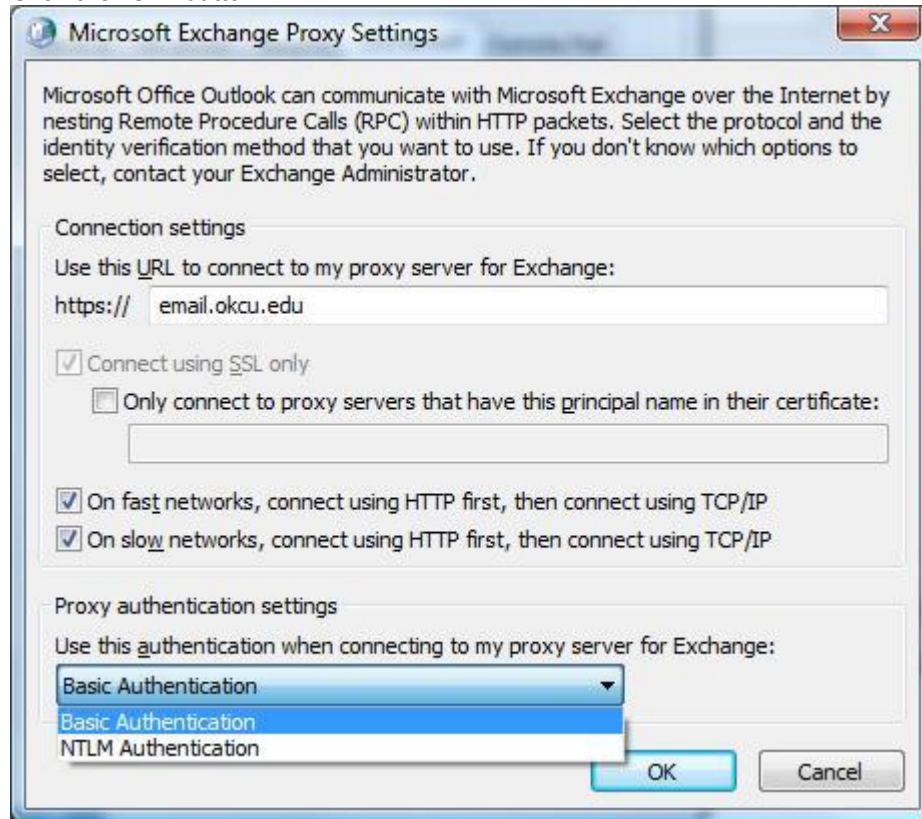 Microsoft Exchange Proxy Settings
Microsoft Office Outlook can communicate with Microsoft Exchange over the Internet by
nesting Remote Procedure Calls (RPC) within HTTP packets. Select the protocol and the
identity verification method that you want to use. If you don't know which options to
select, contact your Exchange Administrator.
Connection settings
Use this URL to connect to my proxy server for Exchange:
https:// email.okcu.edu
Connect using SSL only
Only connect to proxy servers that have this principal name in their certificate:
On fast networks, connect using HTTP first, then connect using TCP/IP
On slow networks, connect using HTTP first, then connect using TCP/IP
Proxy authentication settings
Use this authentication when connecting to my proxy server for Exchange:
Basic Authentication
Basic Authentication
NTLM Authentication
OK Cancel